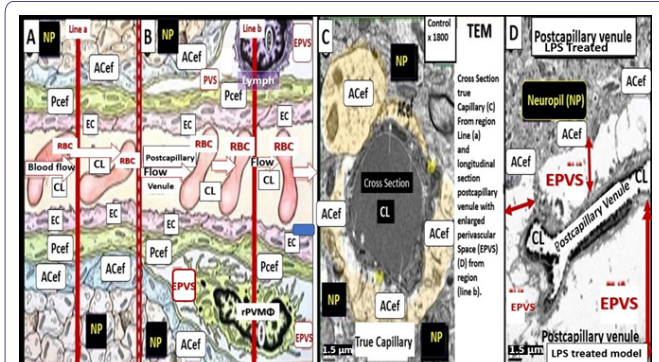 A
NP
Line a
ACef
Pcef
EC
RBC
RBC
Blood flow
CL
EC
Pcef
ACef
ACef
NP
B
NP
Line b
EPVS
ACef
Lymph
PVS
Pcef
EC
RBC
RBC
Postcapillary
Flow
Flow
Venule
CL
CL
EC
EC
Pcef
Pcef
ACef
EPVS
rPVMΦ
NP
ACef
EPVS
C
Control
x 1800
NP
ACef
ACef
Cross Section
CL
ACef
ACef
ACef
NP
NP
True Capillary
1.5 µm
TEM
Cross Section
true
Capillary (C)
From region
Line (a)
and
longitudinal
section
postcapillary
venule with
enlarged
perivascular
Space (EPVS)
(D) from
region
(line b).
D
Postcapillary venule
LPS Treated
ACef
Neuropil (NP)
ACef
ACef
EPVS
CL
Postcapillary Venule
CL
EPVS
EPVS
Postcapillary venule
1.5 µm
LPS treated model